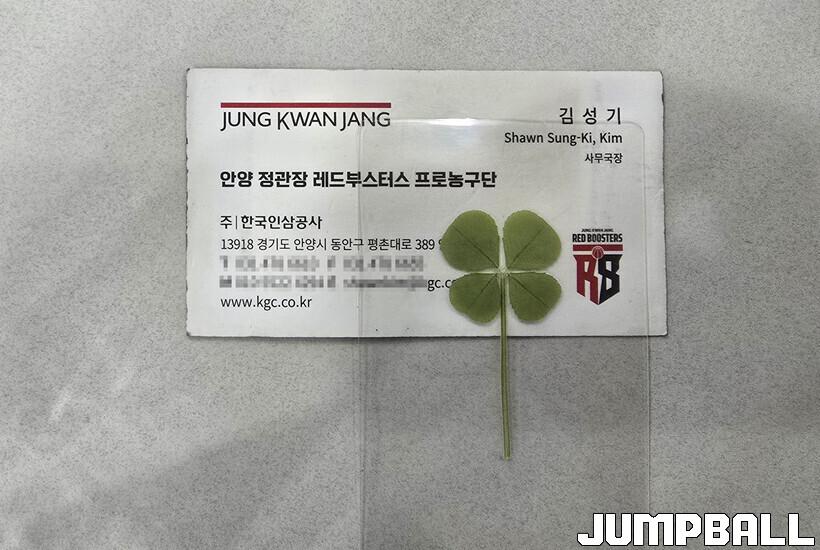 JUNG KWAN JANG
김 성 기
Shawn Sung-Ki, Kim
사무국장
안양 정관장 레드부스터스 프로농구단
주|한국인삼공사
13918 경기도 안양시 동안구 평촌대로 389
www.kgc.co.kr
JUNG KWAN JANG
RED BOOSTERS
RB
JUMPBALL